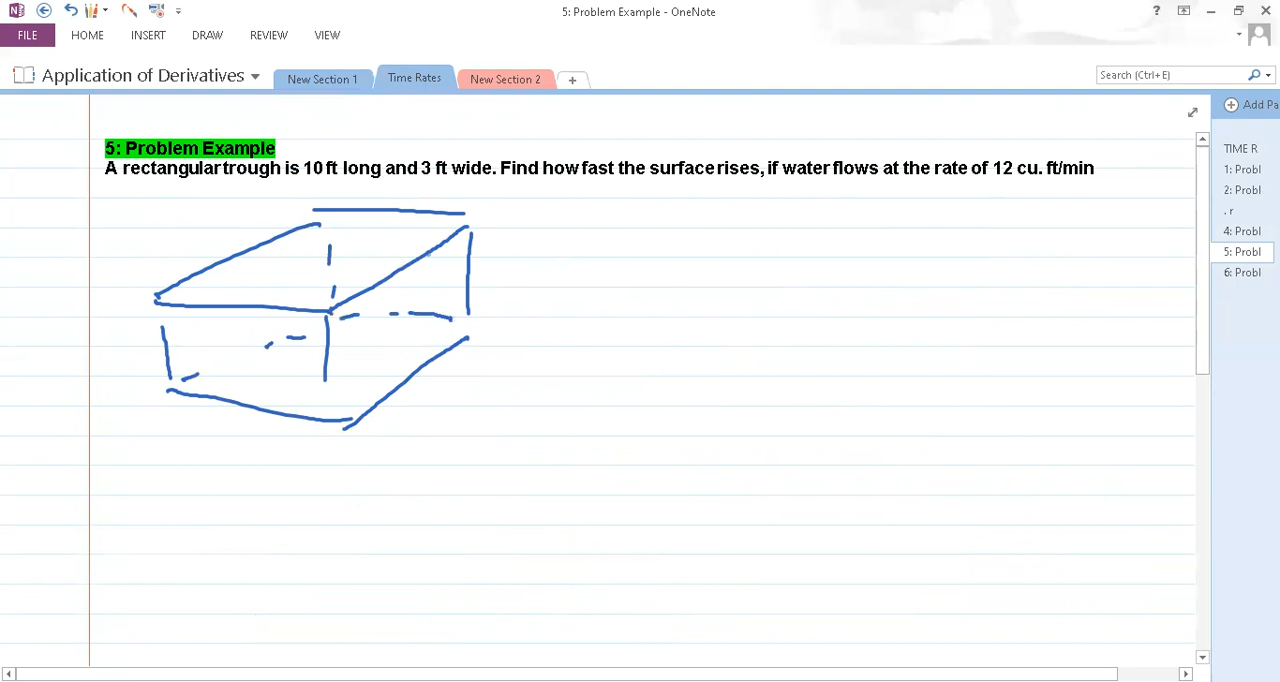 5: Problem Example - OneNote
?
FILE HOME INSERT DRAW REVIEW VIEW
Application of Derivatives New Section 1 Time Rates New Section 2 +
Search (Ctrl+E)
Add Pa
5: Problem Example
A rectangular trough is 10 ft long and 3 ft wide. Find how fast the surface rises, if water flows at the rate of 12 cu. ft/min
TIME R
1: Probl
2: Probl
. r
4: Probl
5: Probl
6: Probl